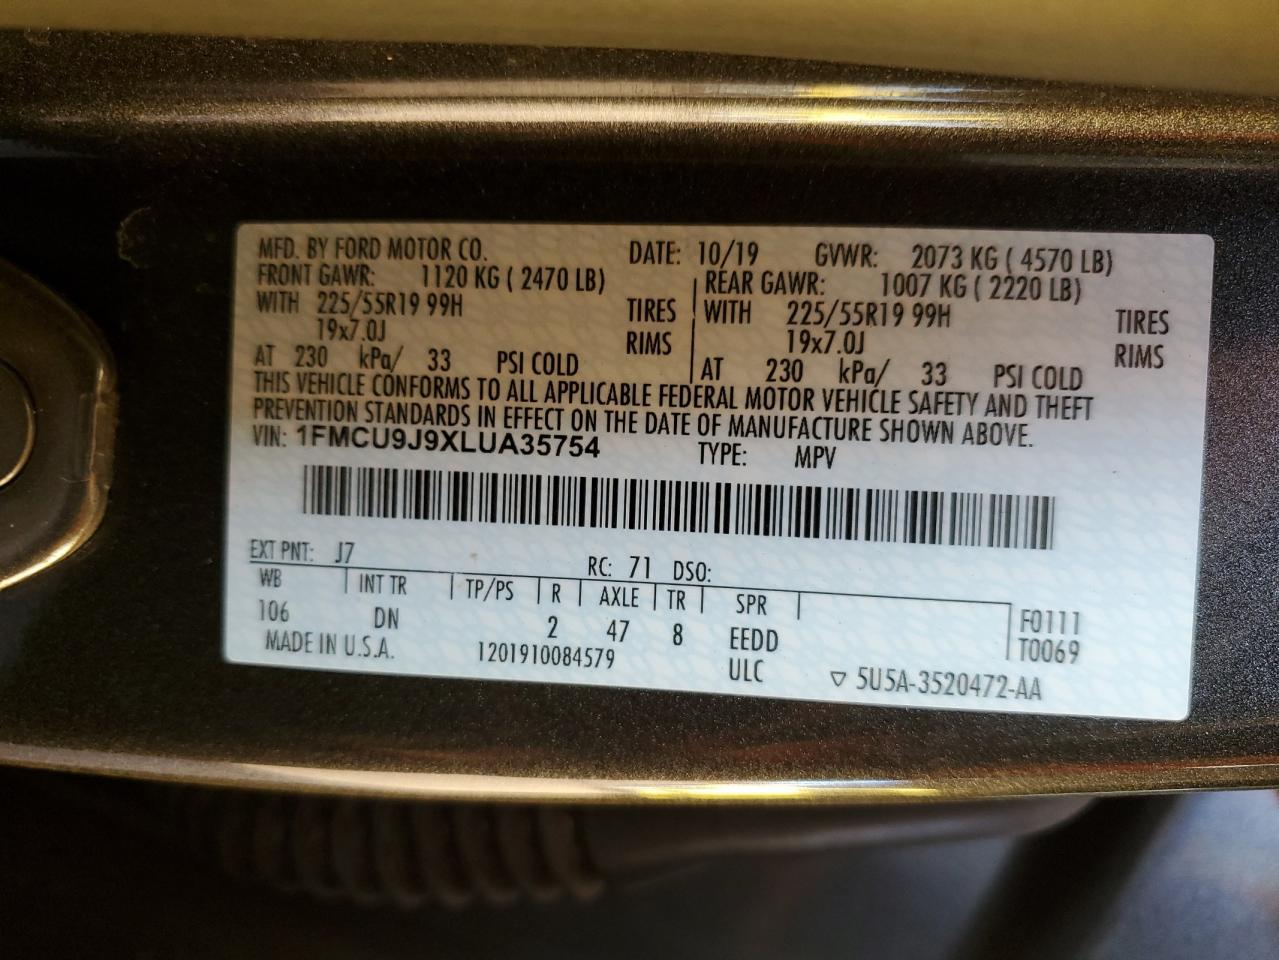 MFD. BY FORD MOTOR CO. DATE: 10/19 GVWR: 2073 KG ( 4570 LB)
FRONT GAWR: 1120 KG ( 2470 LB) REAR GAWR: 1007 KG ( 2220 LB)
WITH 225/55R19 99H TIRES WITH 225/55R19 99H TIRES
19x7.0J RIMS 19x7.0J RIMS
AT 230 kPa/ 33 PSI COLD AT 230 kPa/ 33 PSI COLD
THIS VEHICLE CONFORMS TO ALL APPLICABLE FEDERAL MOTOR VEHICLE SAFETY AND THEFT
PREVENTION STANDARDS IN EFFECT ON THE DATE OF MANUFACTURE SHOWN ABOVE.
VIN: 1FMCU9J9XLUA35754 TYPE: MPV
EXT PNT: J7 RC: 71 DSO:
WB INT TR TP/PS R AXLE TR SPR F0111
106 DN 2 47 8 EEDD T0069
MADE IN U.S.A. 1201910084579 ULC ▽ 5U5A-3520472-AA